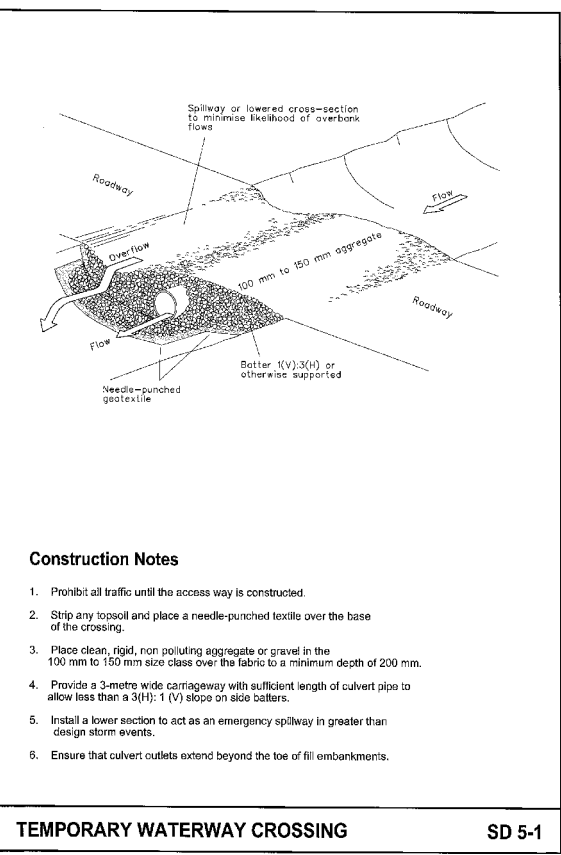 Spillway or lowered cross-section
to minimise likelihood of overbank
flows
Roadway
Flow
Overflow
100 mm to 150 mm aggregate
Roadway
Flow
Batter 1(V):3(H) or
otherwise supported
Needle-punched
geotextile
Construction Notes
1. Prohibit all traffic until the access way is constructed.
2. Strip any topsoil and place a needle-punched textile over the base
of the crossing.
3. Place clean, rigid, non polluting aggregate or gravel in the
100 mm to 150 mm size class over the fabric to a minimum depth of 200 mm.
4. Provide a 3-metre wide carriageway with sufficient length of culvert pipe to
allow less than a 3(H): 1 (V) slope on side batters.
5. Install a lower section to act as an emergency spillway in greater than
design storm events.
6. Ensure that culvert outlets extend beyond the toe of fill embankments.
TEMPORARY WATERWAY CROSSING SD 5-1